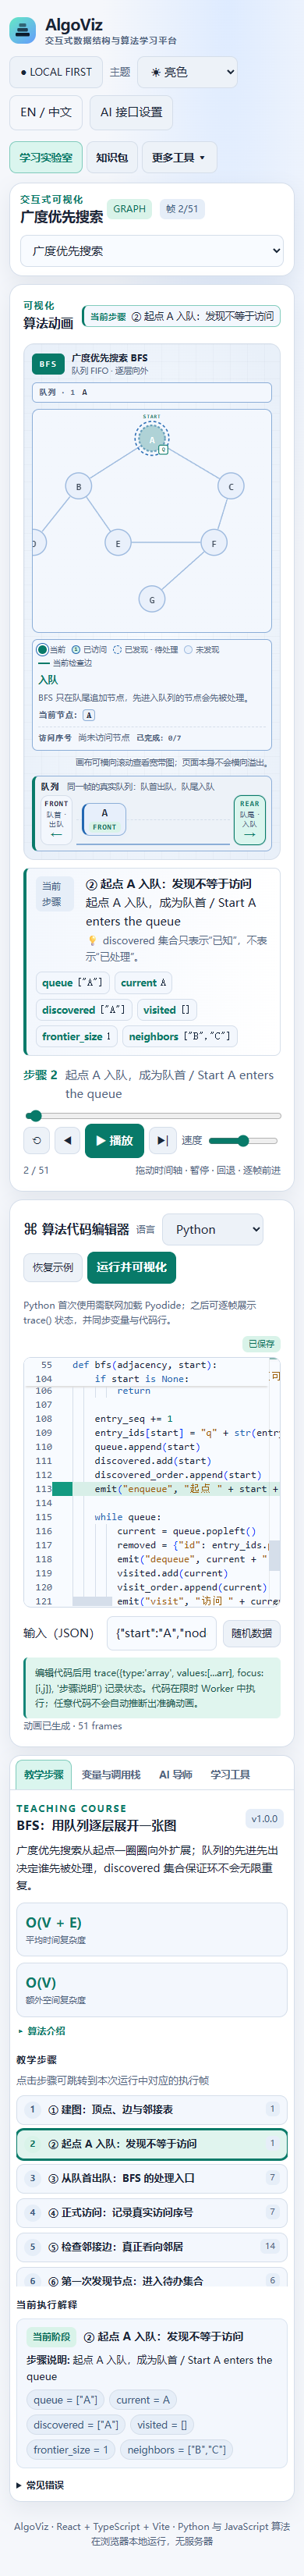 AlgoViz
交互式数据结构与算法学习平台
● LOCAL FIRST 主题 ☀ 亮色
EN / 中文 AI 接口设置
学习实验室 知识包 更多工具 ▾
交互式可视化
广度优先搜索 GRAPH 帧 2/51
广度优先搜索
可视化
算法动画 当前步骤 ② 起点 A 入队：发现不等于访问
BFS 广度优先搜索 BFS
队列 FIFO · 逐层向外
队列 · 1 A
START
A
Q
B C
D E F
G
当前 已访问 已发现 · 待处理 未发现
当前检查边
入队
BFS 只在队尾追加节点，先进入队列的节点会先被处理。
当前节点： A
访问序号 尚未访问节点 已完成：0/7
画布可横向滚动查看宽带图；页面本身不会横向溢出。
队列 同一帧的真实队列：队首出队，队尾入队
FRONT
队首 ·
出队
←
A
FRONT
REAR
队尾 ·
入队
→
当前
步骤
② 起点 A 入队：发现不等于访问
起点 A 入队，成为队首 / Start A
enters the queue
💡 discovered 集合只表示“已知”，不表
示“已处理”。
queue ["A"] current A
discovered ["A"] visited []
frontier_size 1 neighbors ["B","C"]
步骤 2 起点 A 入队，成为队首 / Start A enters
the queue
▶ 播放 速度
2 / 51 拖动时间轴 · 暂停 · 回退 · 逐帧前进
⌘ 算法代码编辑器 语言 Python
恢复示例 运行并可视化
Python 首次使用需联网加载 Pyodide；之后可逐帧展示
trace() 状态，并同步变量与代码行。
已保存
55 def bfs(adjacency, start):
104 if start is None:
106 return
107
108 entry_seq += 1
109 entry_ids[start] = "q" + str(entry
110 queue.append(start)
111 discovered.add(start)
112 discovered_order.append(start)
113 emit("enqueue", "起点 " + start +
114
115 while queue:
116 current = queue.popleft()
117 removed = {"id": entry_ids.p
118 emit("dequeue", current + "
119 visited.add(current)
120 visit_order.append(current)
121 emit("visit", "访问 " + curre
输入（JSON） {"start":"A","nod 随机数据
编辑代码后用 trace({type:'array', values:[...arr], focus:
[i,j]}, '步骤说明') 记录状态。代码在限时 Worker 中执
行；任意代码不会自动推断出准确动画。
动画已生成 · 51 frames
教学步骤 变量与调用栈 AI 导师 学习工具
TEACHING COURSE
BFS：用队列逐层展开一张图 v1.0.0
广度优先搜索从起点一圈圈向外扩展；队列的先进先出
决定谁先被处理，discovered 集合保证环不会无限重
复。
O(V + E)
平均时间复杂度
O(V)
额外空间复杂度
▸ 算法介绍
教学步骤
点击步骤可跳转到本次运行中对应的执行帧
1 ① 建图：顶点、边与邻接表 1
2 ② 起点 A 入队：发现不等于访问 1
3 ③ 从队首出队：BFS 的处理入口 7
4 ④ 正式访问：记录真实访问序号 7
5 ⑤ 检查邻接边：真正看向邻居 14
6 ⑥ 第一次发现节点：进入待办集合 6
当前执行解释
当前阶段 ② 起点 A 入队：发现不等于访问
步骤说明: 起点 A 入队，成为队首 / Start A enters the
queue
queue = ["A"] current = A
discovered = ["A"] visited = []
frontier_size = 1 neighbors = ["B","C"]
▸ 常见错误
AlgoViz · React + TypeScript + Vite · Python 与 JavaScript 算法
在浏览器本地运行，无服务器